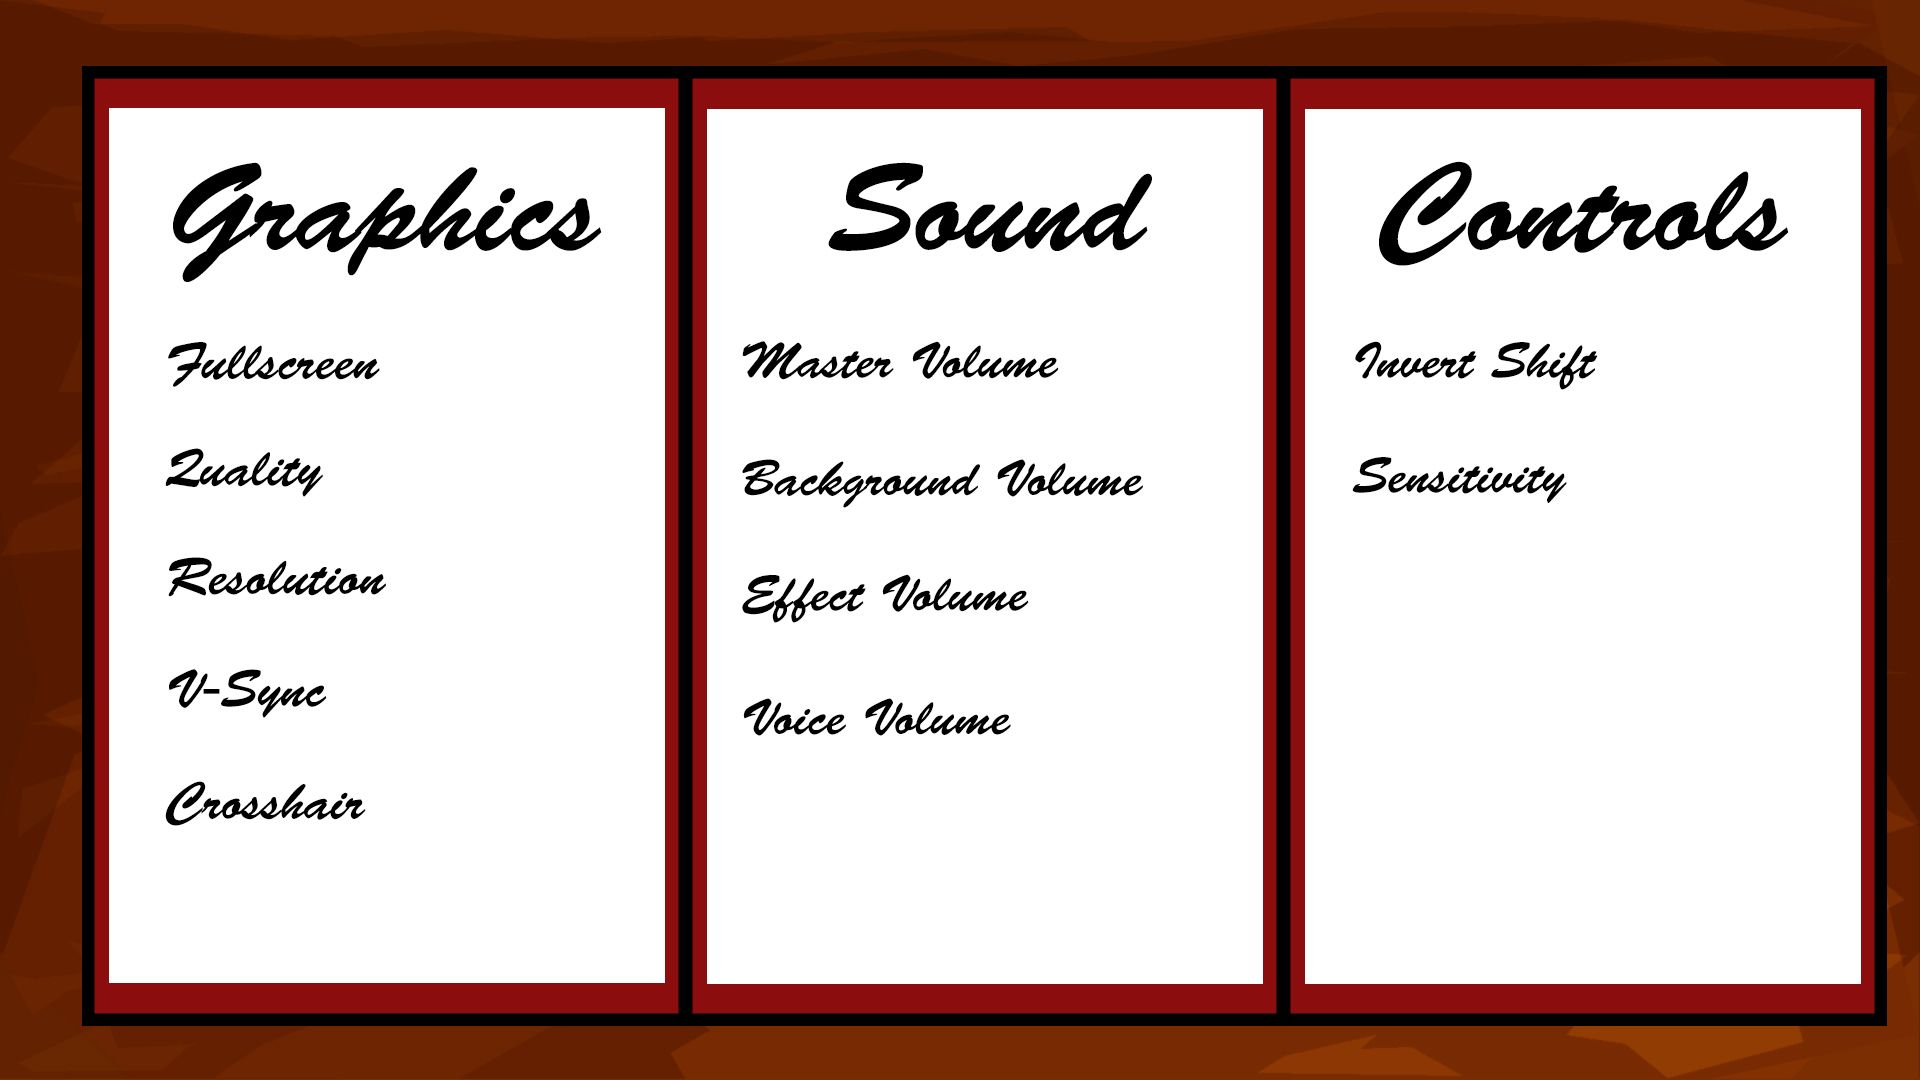 Graphics
Fullscreen
Quality
Resolution
V-Sync
Crosshair
Sound
Master Volume
Background Volume
Effect Volume
Voice Volume
Controls
Invert Shift
Sensitivity